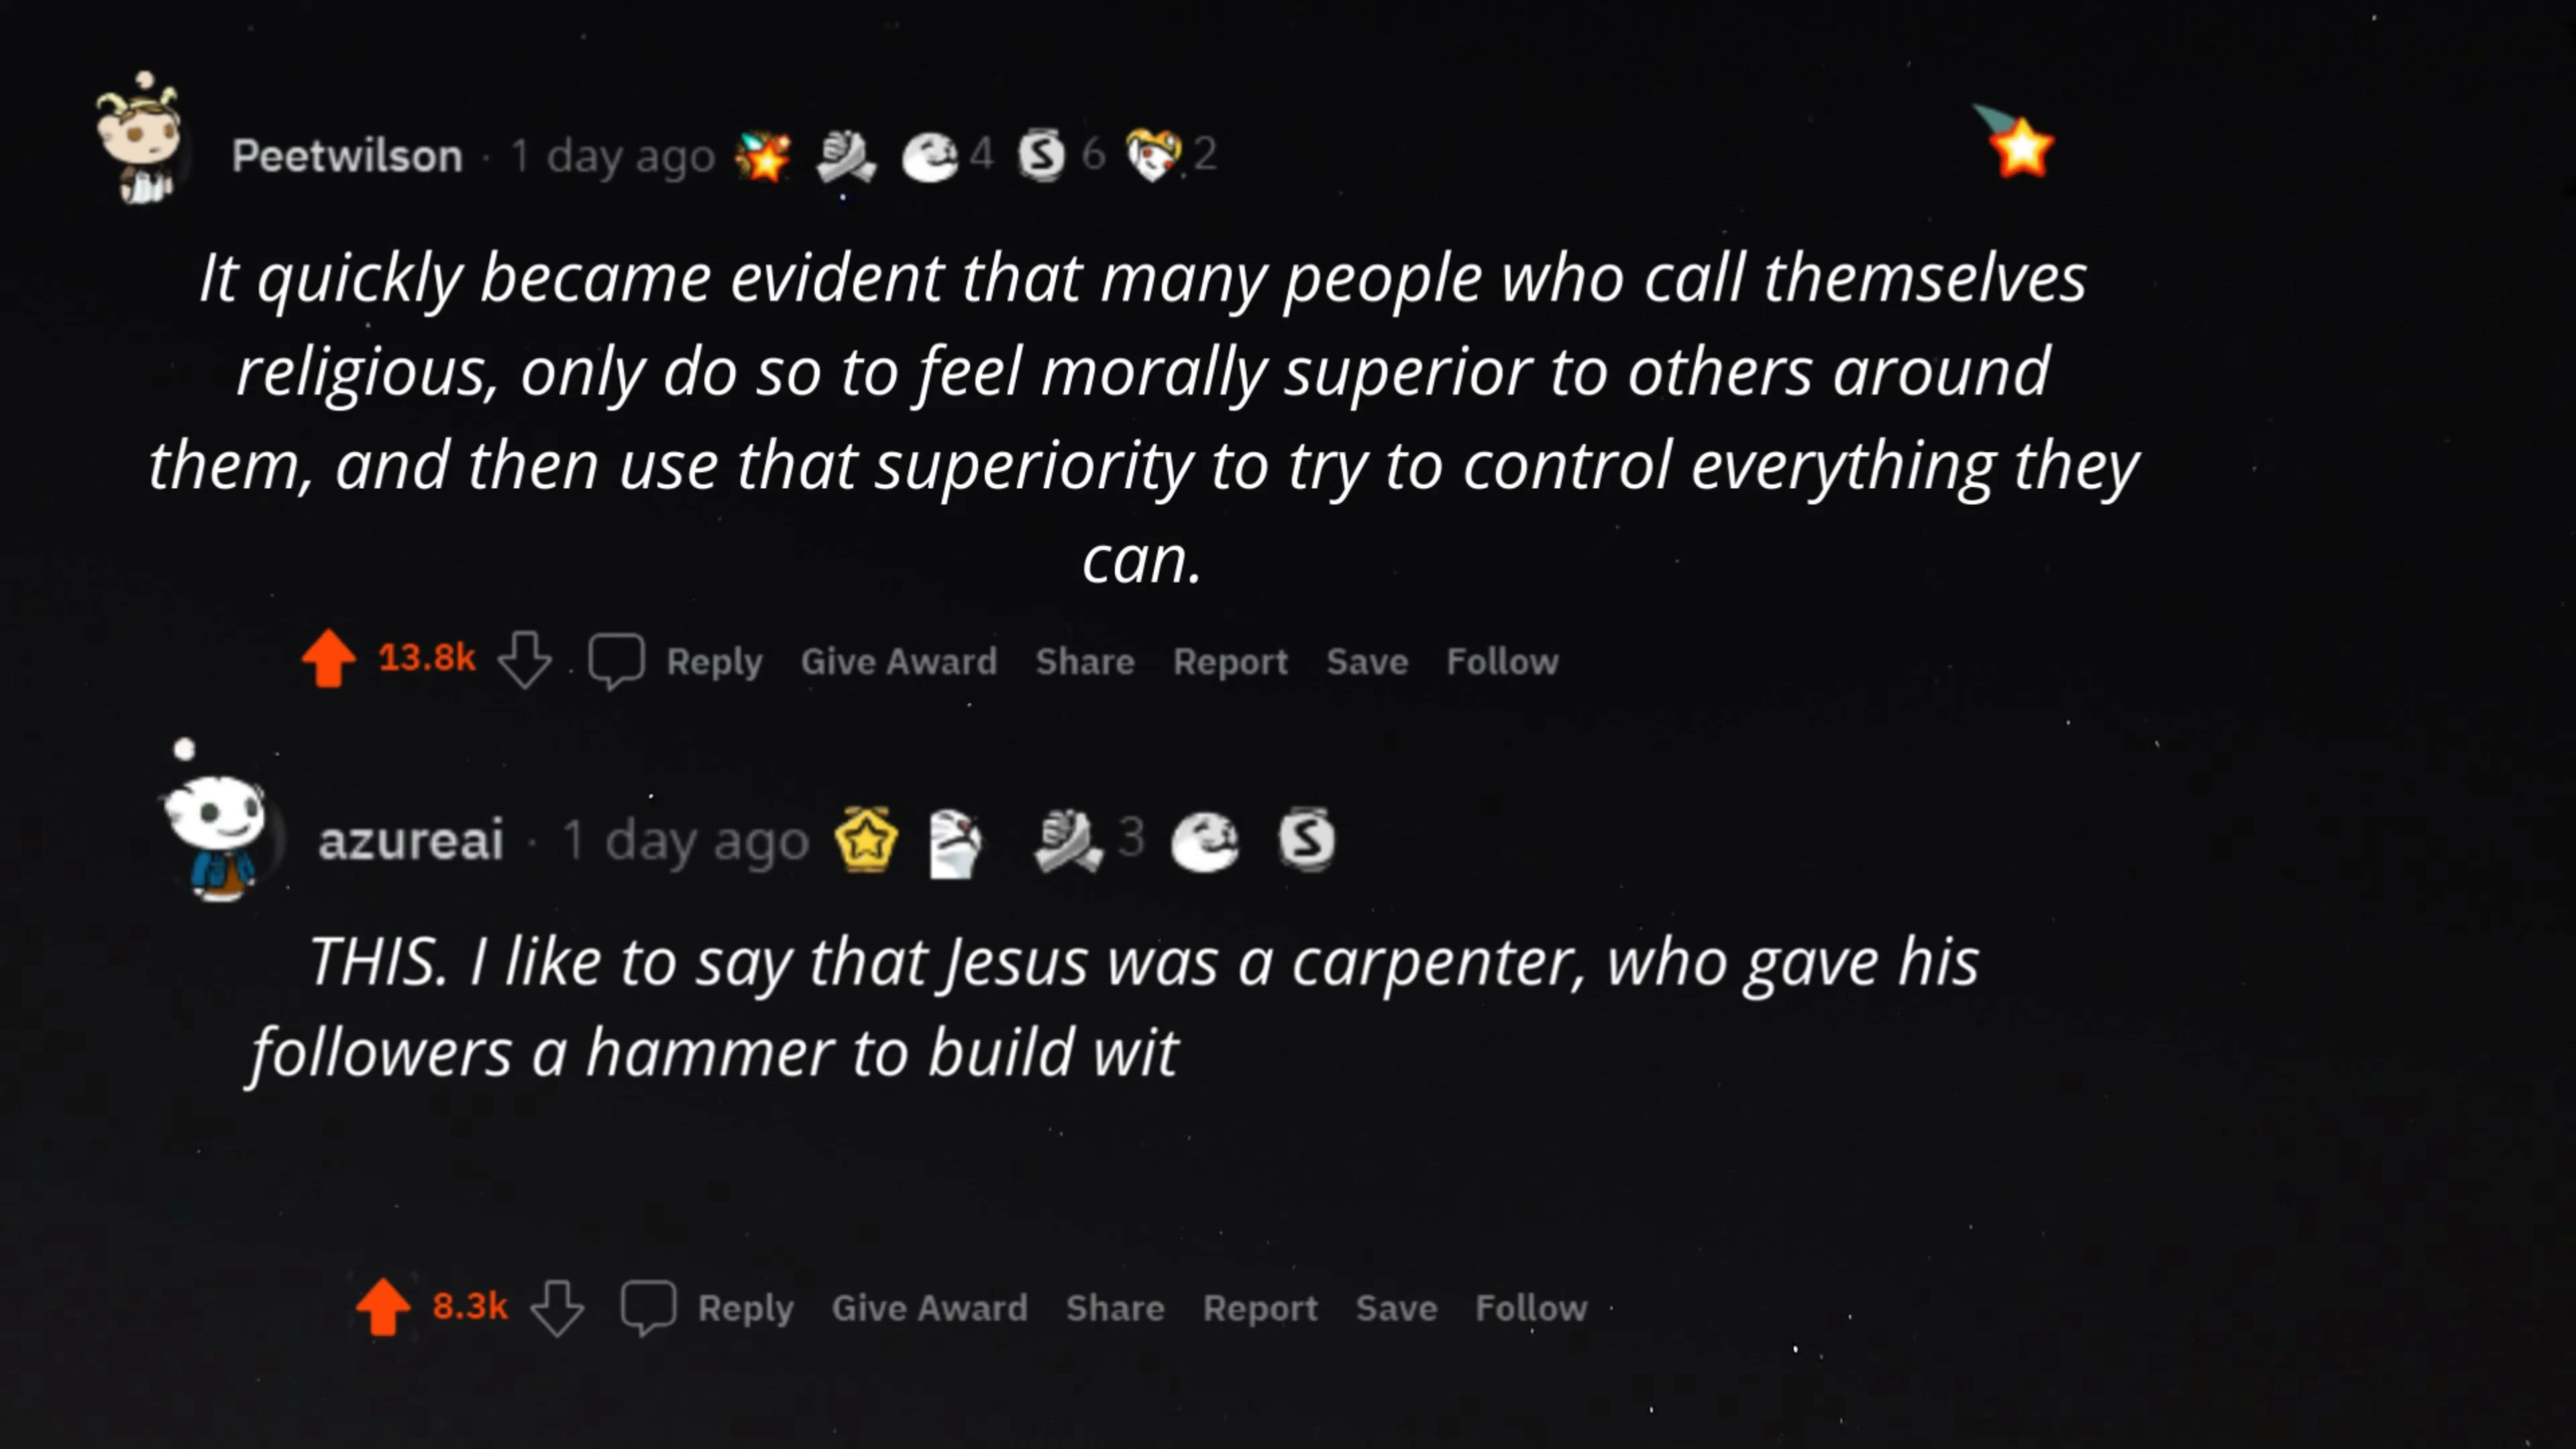 Peetwilson · 1 day ago 4 S 6 2
It quickly became evident that many people who call themselves
religious, only do so to feel morally superior to others around
them, and then use that superiority to try to control everything they
can.
13.8k Reply Give Award Share Report Save Follow
azureai · 1 day ago 3 S
THIS. I like to say that Jesus was a carpenter, who gave his
followers a hammer to build wit
8.3k Reply Give Award Share Report Save Follow